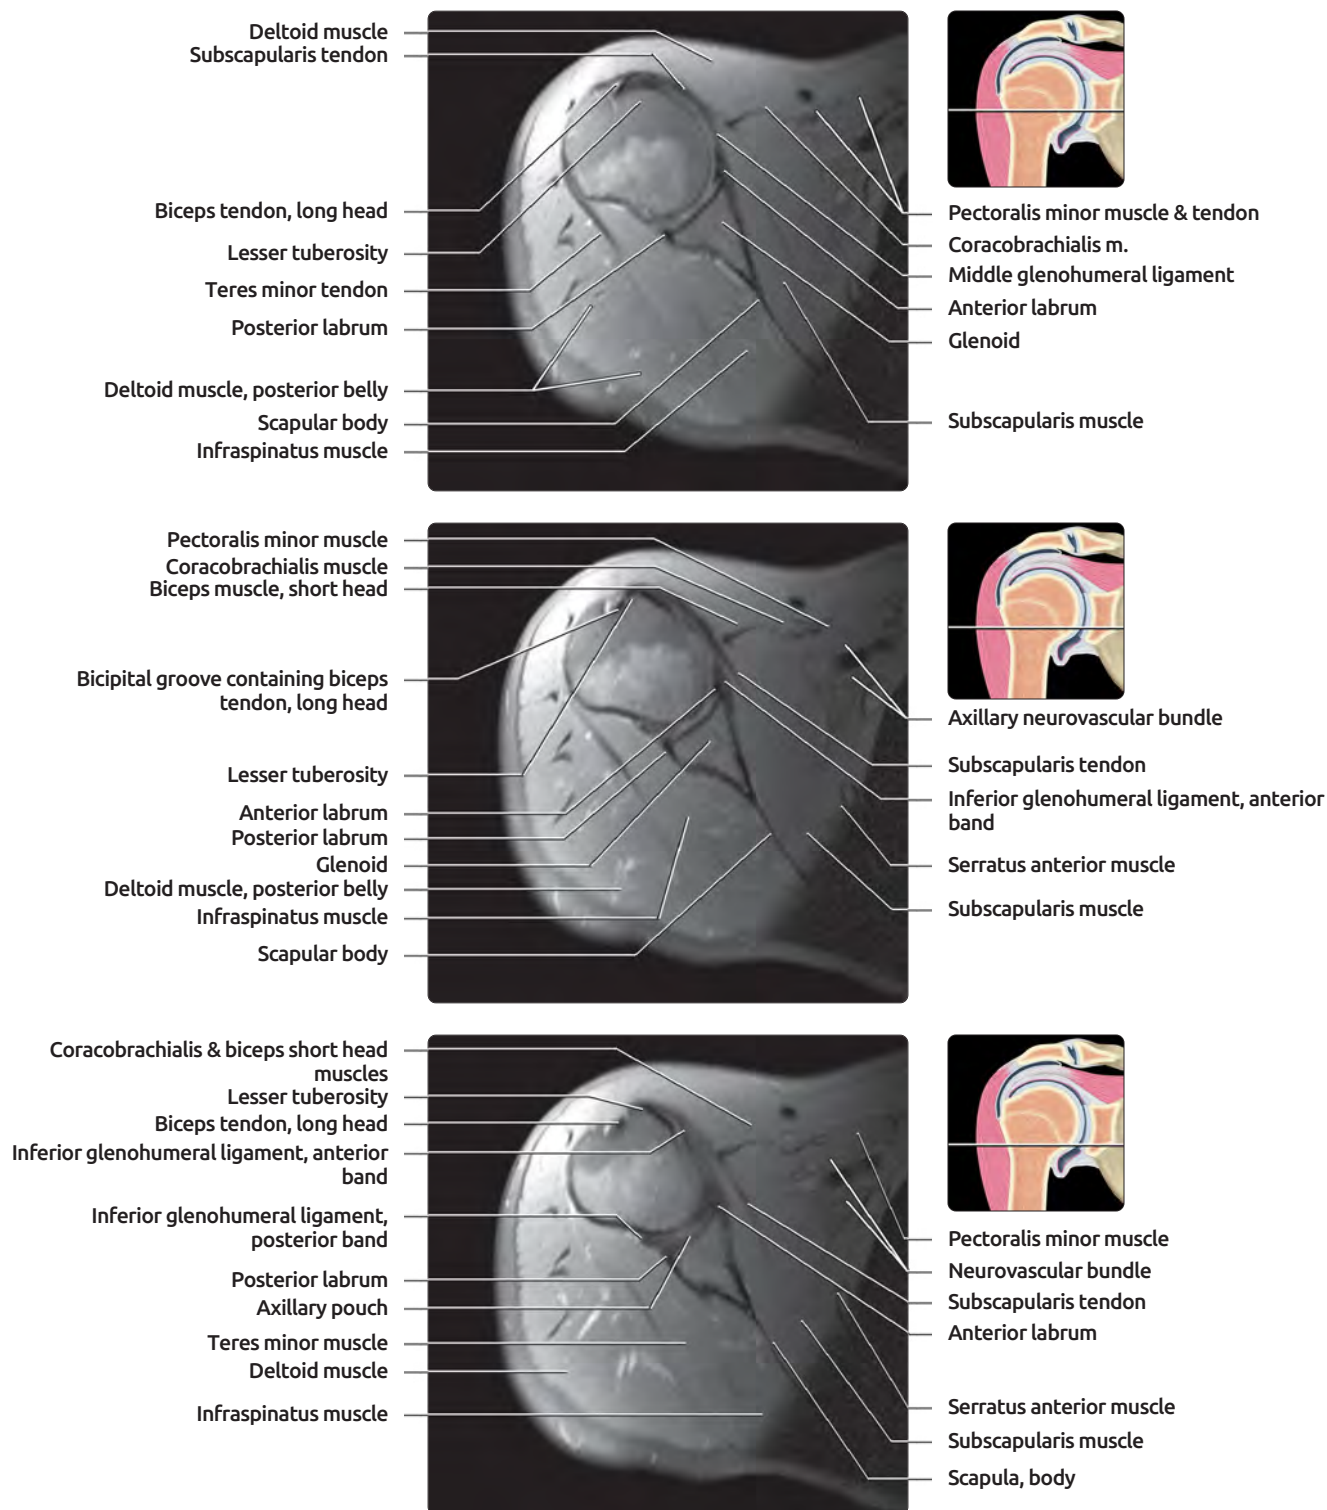 Deltoid muscle
Subscapularis tendon
Biceps tendon, long head
Lesser tuberosity
Teres minor tendon
Posterior labrum
Deltoid muscle, posterior belly
Scapular body
Infraspinatus muscle
Pectoralis minor muscle & tendon
Coracobrachialis m.
Middle glenohumeral ligament
Anterior labrum
Glenoid
Subscapularis muscle
Pectoralis minor muscle
Coracobrachialis muscle
Biceps muscle, short head
Bicipital groove containing biceps
tendon, long head
Lesser tuberosity
Anterior labrum
Posterior labrum
Glenoid
Deltoid muscle, posterior belly
Infraspinatus muscle
Scapular body
Axillary neurovascular bundle
Subscapularis tendon
Inferior glenohumeral ligament, anterior
band
Serratus anterior muscle
Subscapularis muscle
Coracobrachialis & biceps short head
muscles
Lesser tuberosity
Biceps tendon, long head
Inferior glenohumeral ligament, anterior
band
Inferior glenohumeral ligament,
posterior band
Posterior labrum
Axillary pouch
Teres minor muscle
Deltoid muscle
Infraspinatus muscle
Pectoralis minor muscle
Neurovascular bundle
Subscapularis tendon
Anterior labrum
Serratus anterior muscle
Subscapularis muscle
Scapula, body